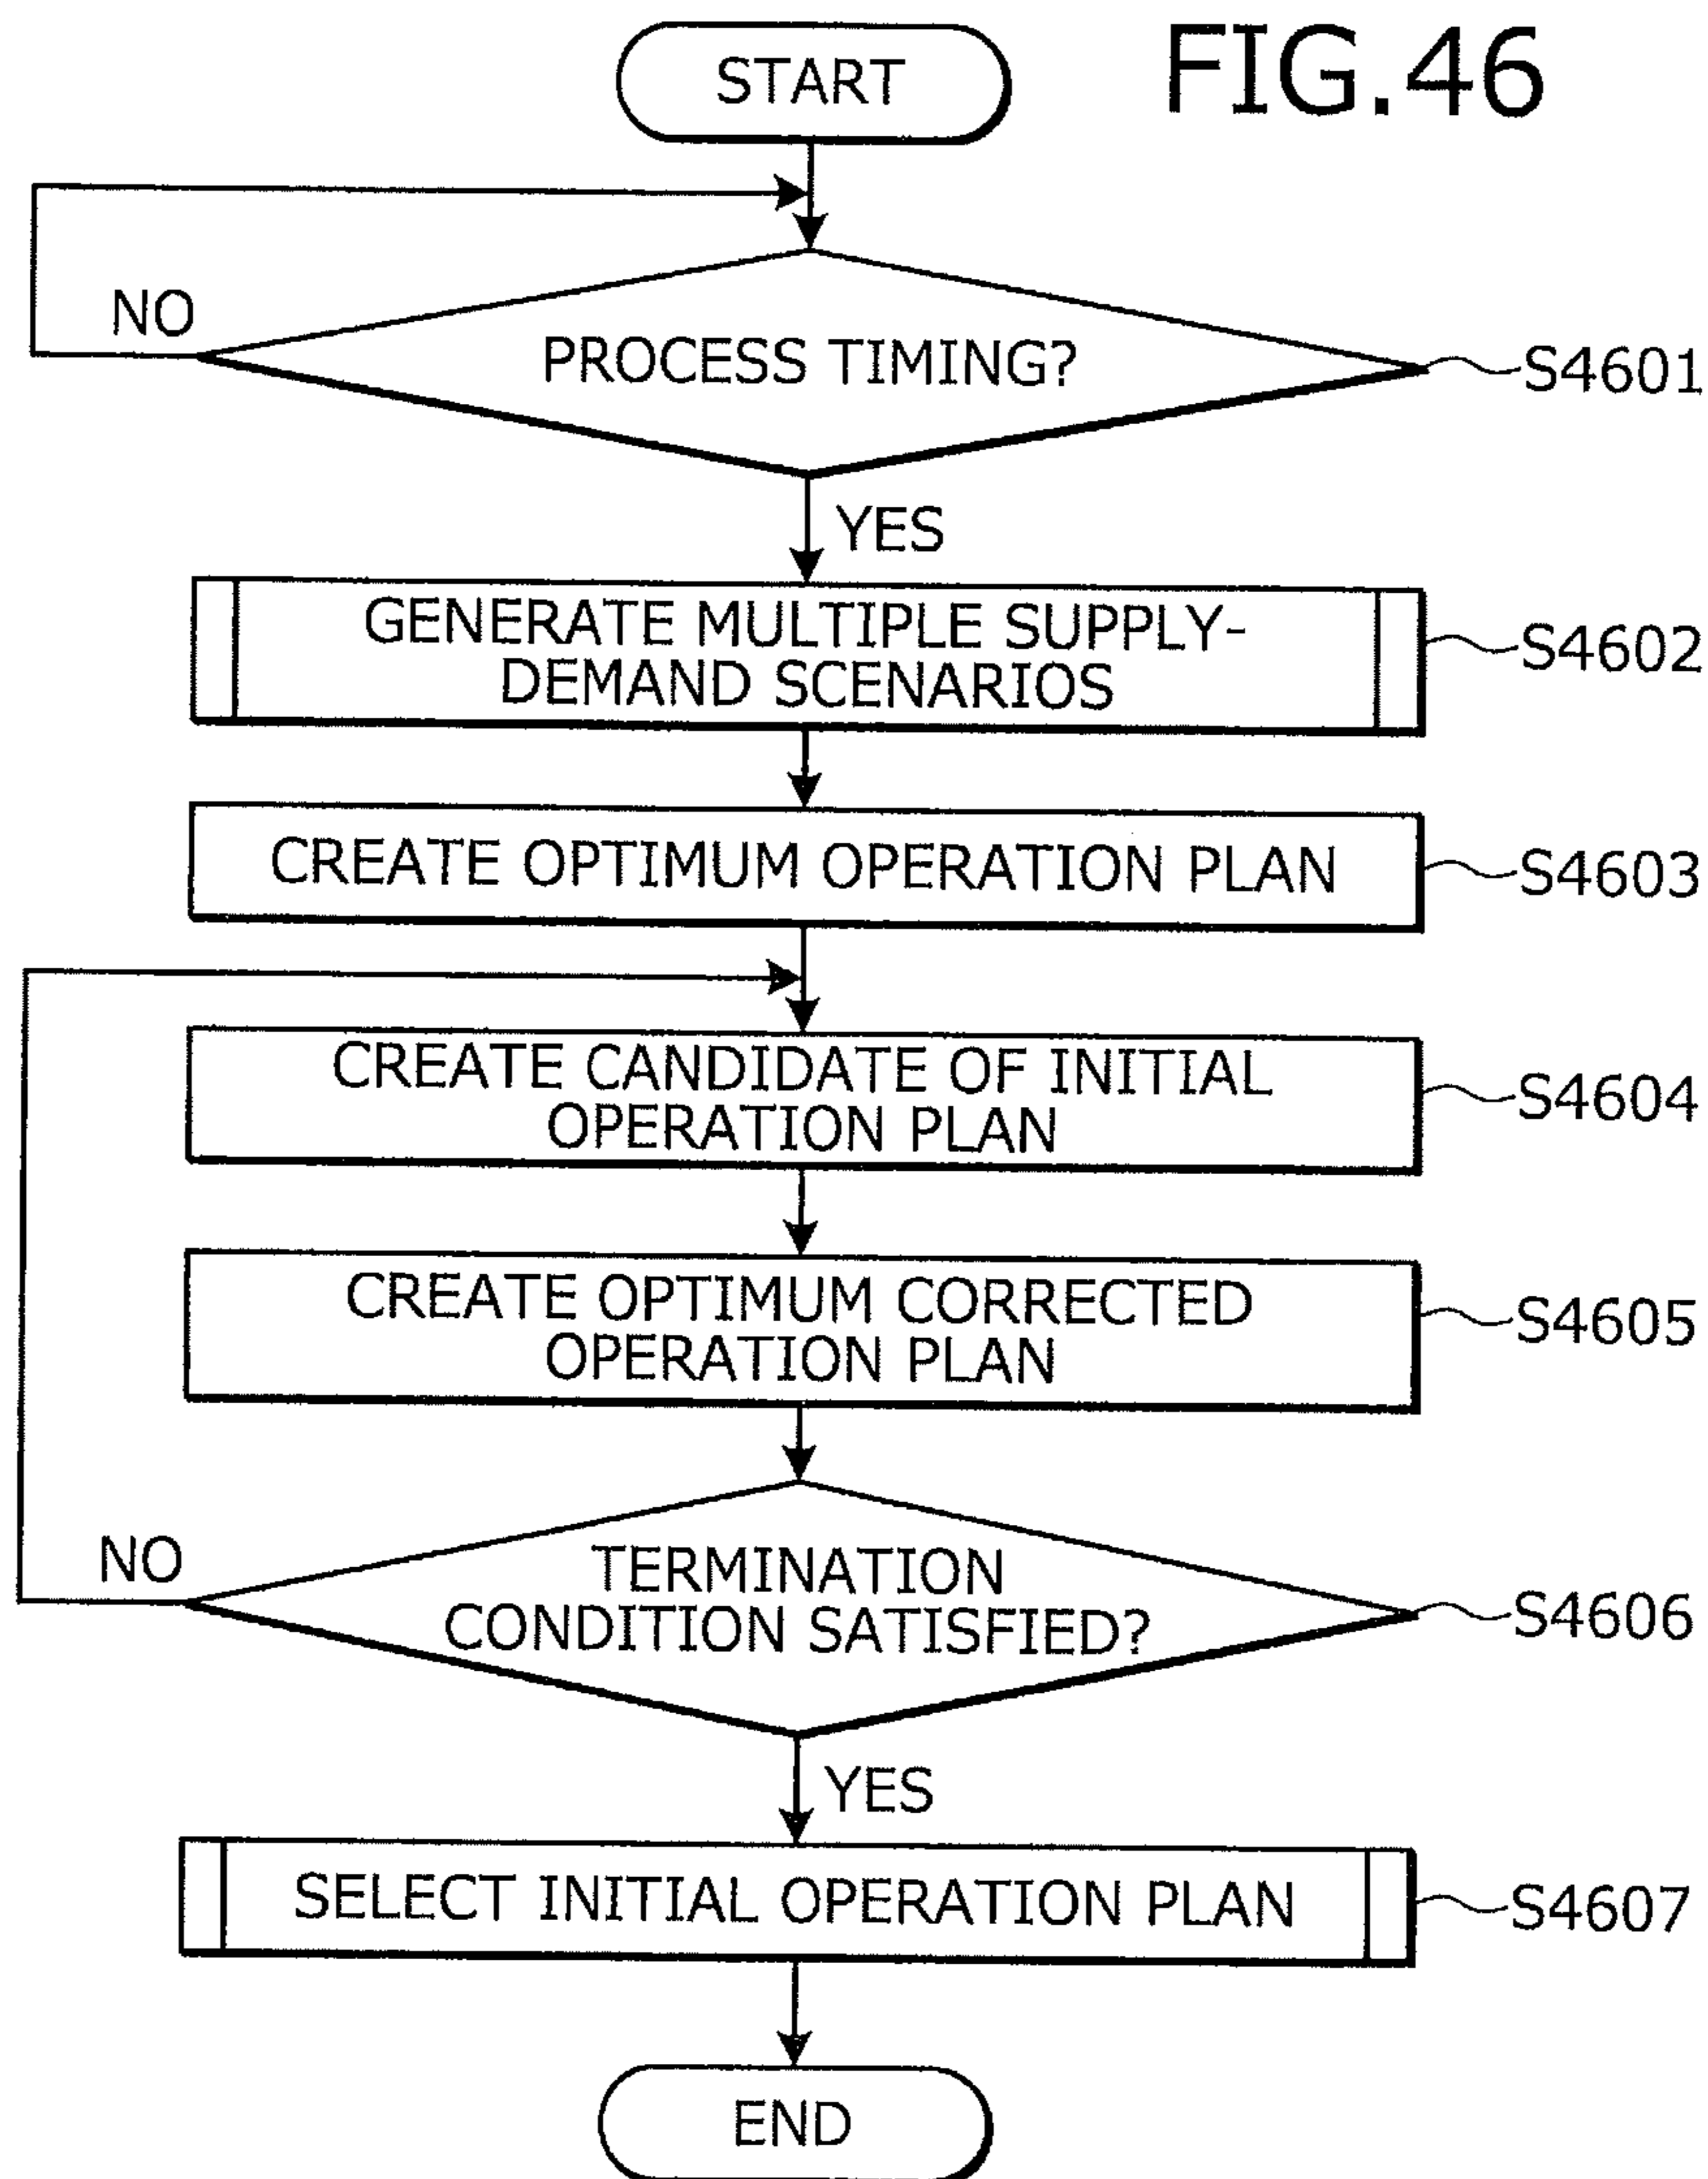 FIG.46
START
NO
PROCESS TIMING?
S4601
YES
GENERATE MULTIPLE SUPPLY-
DEMAND SCENARIOS
S4602
CREATE OPTIMUM OPERATION PLAN
S4603
CREATE CANDIDATE OF INITIAL
OPERATION PLAN
S4604
CREATE OPTIMUM CORRECTED
OPERATION PLAN
S4605
NO
TERMINATION
CONDITION SATISFIED?
S4606
YES
SELECT INITIAL OPERATION PLAN
S4607
END